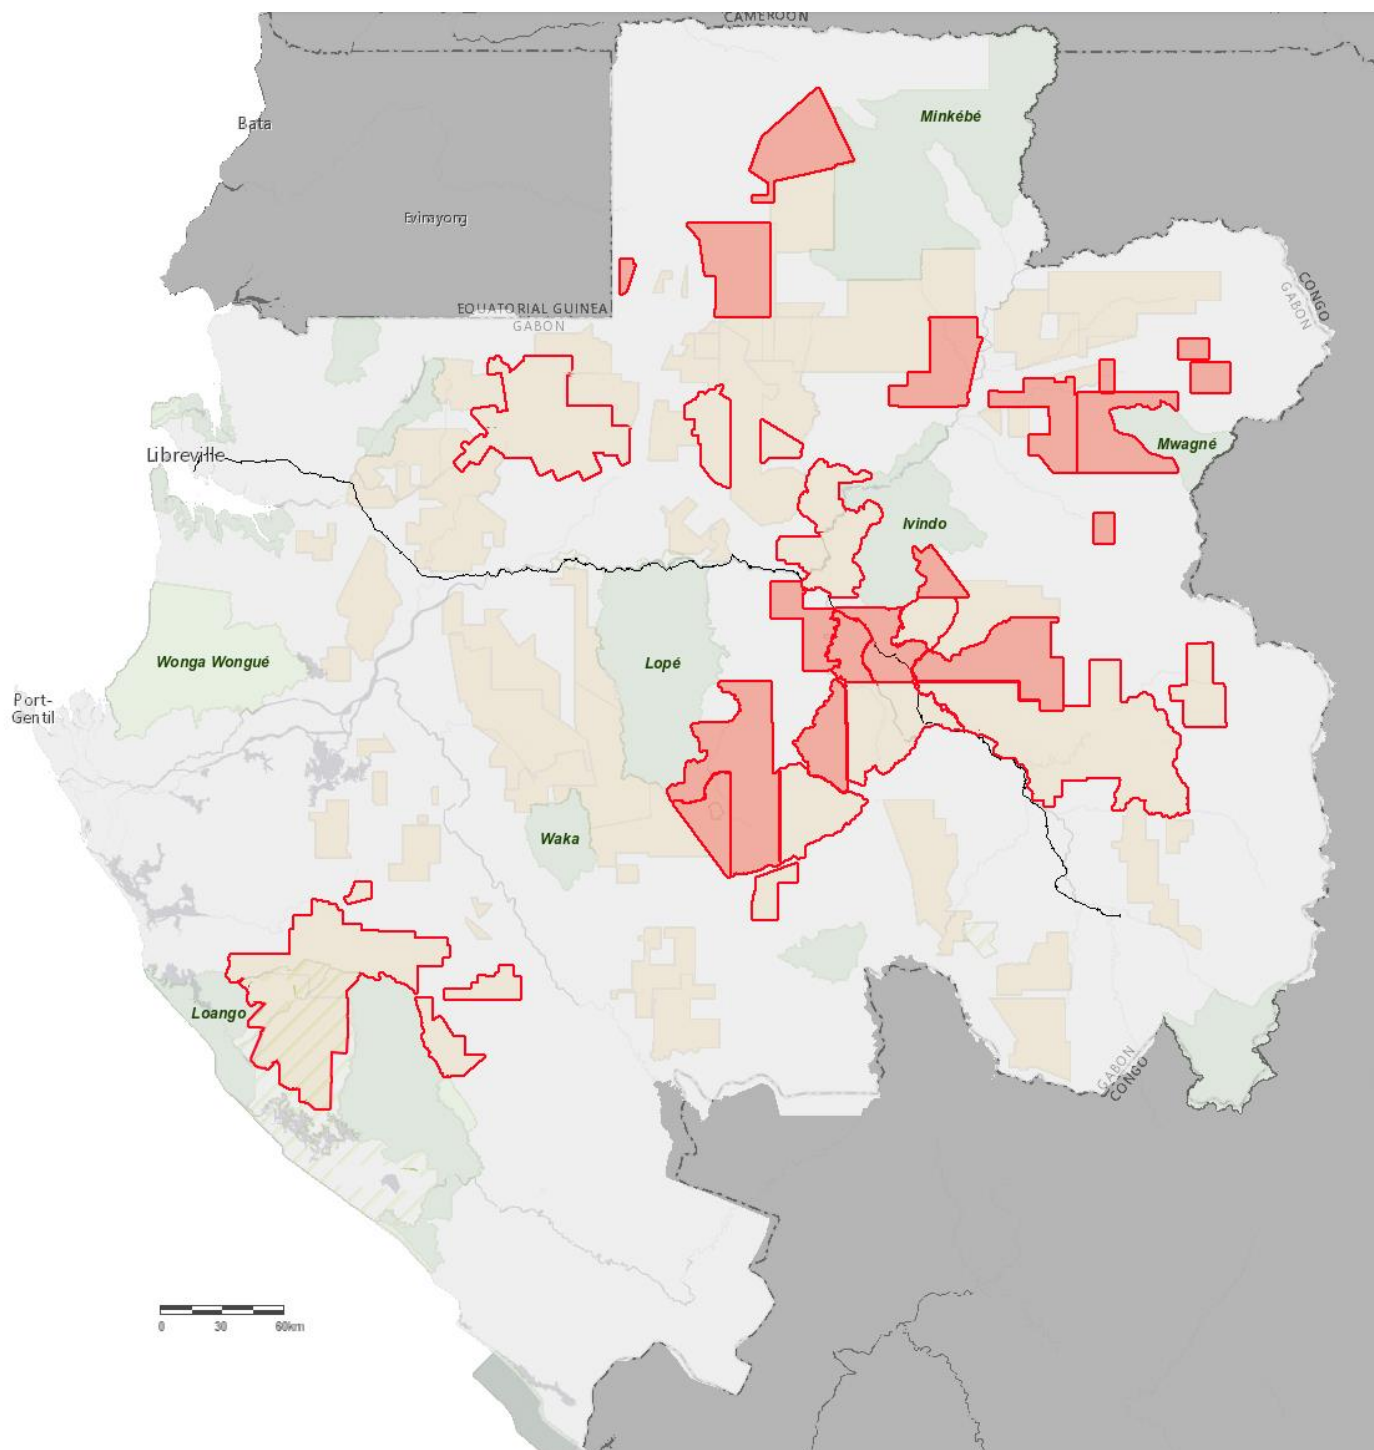 CAMEROON
Bata
Minkébé
Evinayong
EQUATORIAL GUINEA
GABON
CONGO
GABON
Libreville
Mwagné
Ivindo
Wonga Wongué
Lopé
Port-
Gentil
Waka
Loango
GABON
CONGO
0 30 60km